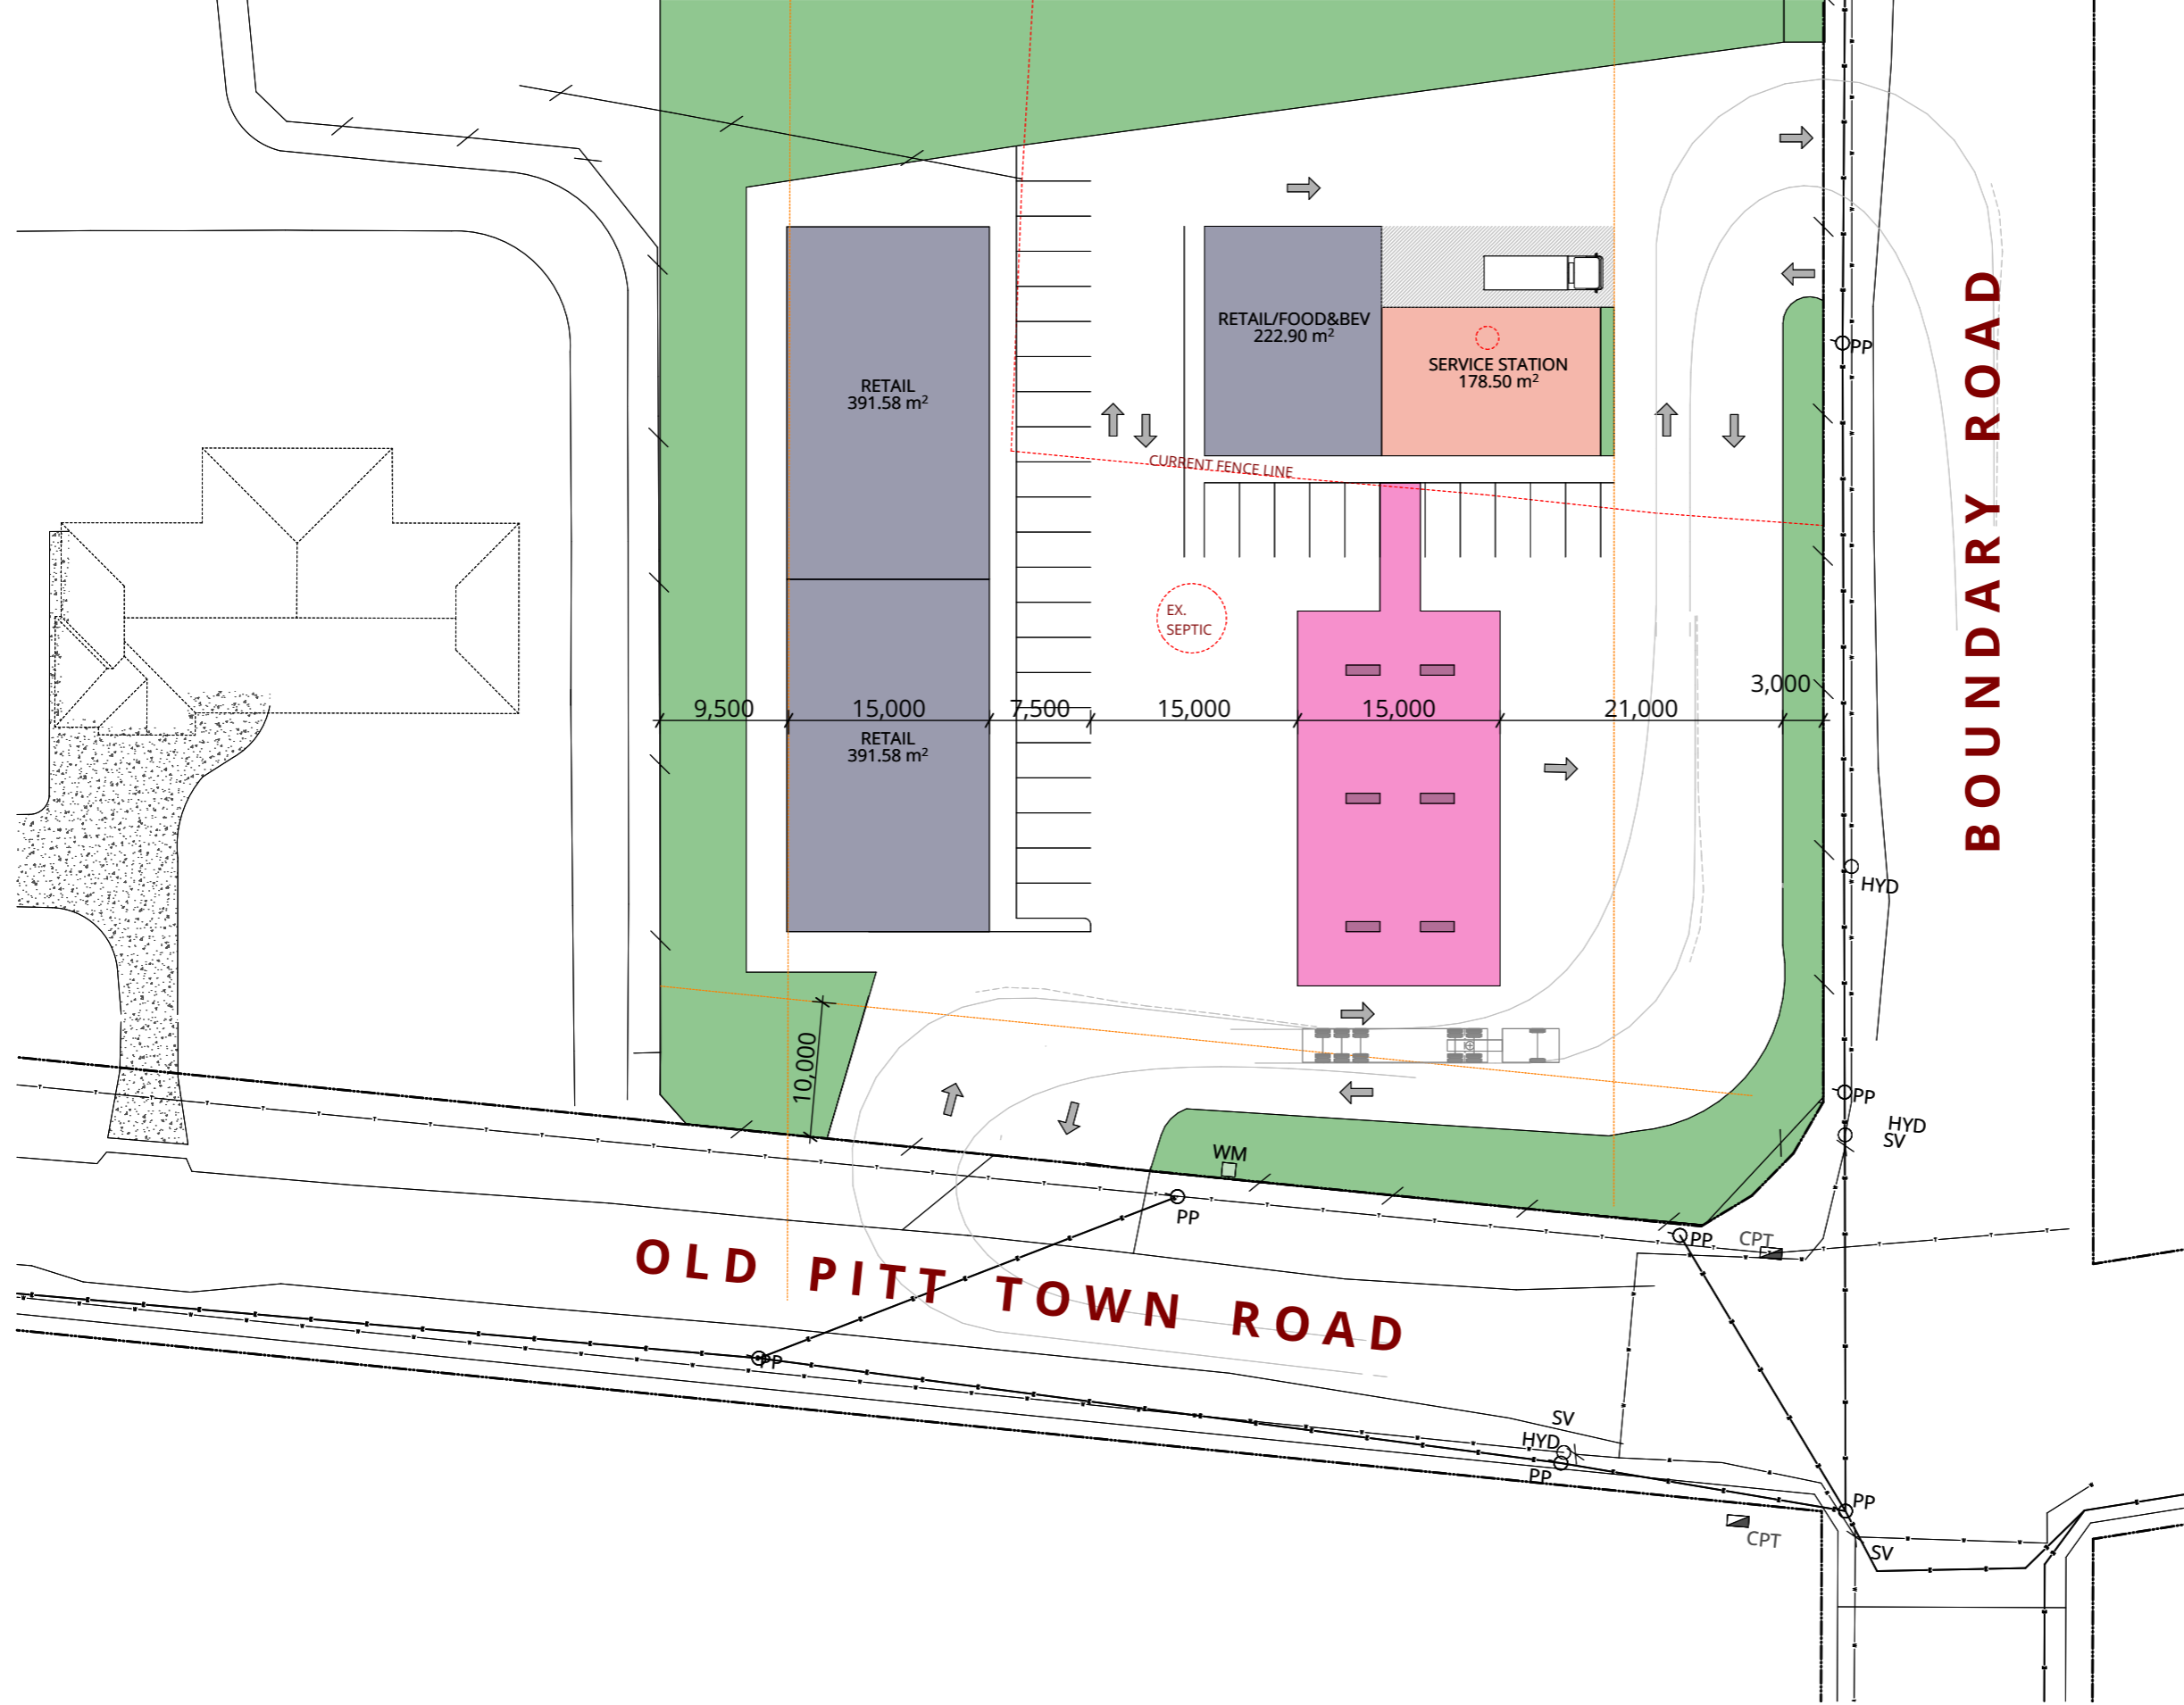 RETAIL
391.58 m²
RETAIL/FOOD&BEV
222.90 m²
SERVICE STATION
178.50 m²
CURRENT FENCE LINE
EX.
SEPTIC
9,500
15,000
7,500
15,000
15,000
21,000
3,000
RETAIL
391.58 m²
10,000
BOUNDARY ROAD
PP
HYD
PP
HYD
SV
WM
PP
PP
CPT
OLD PITT TOWN ROAD
PP
SV
HYD
PP
PP
CPT
SV